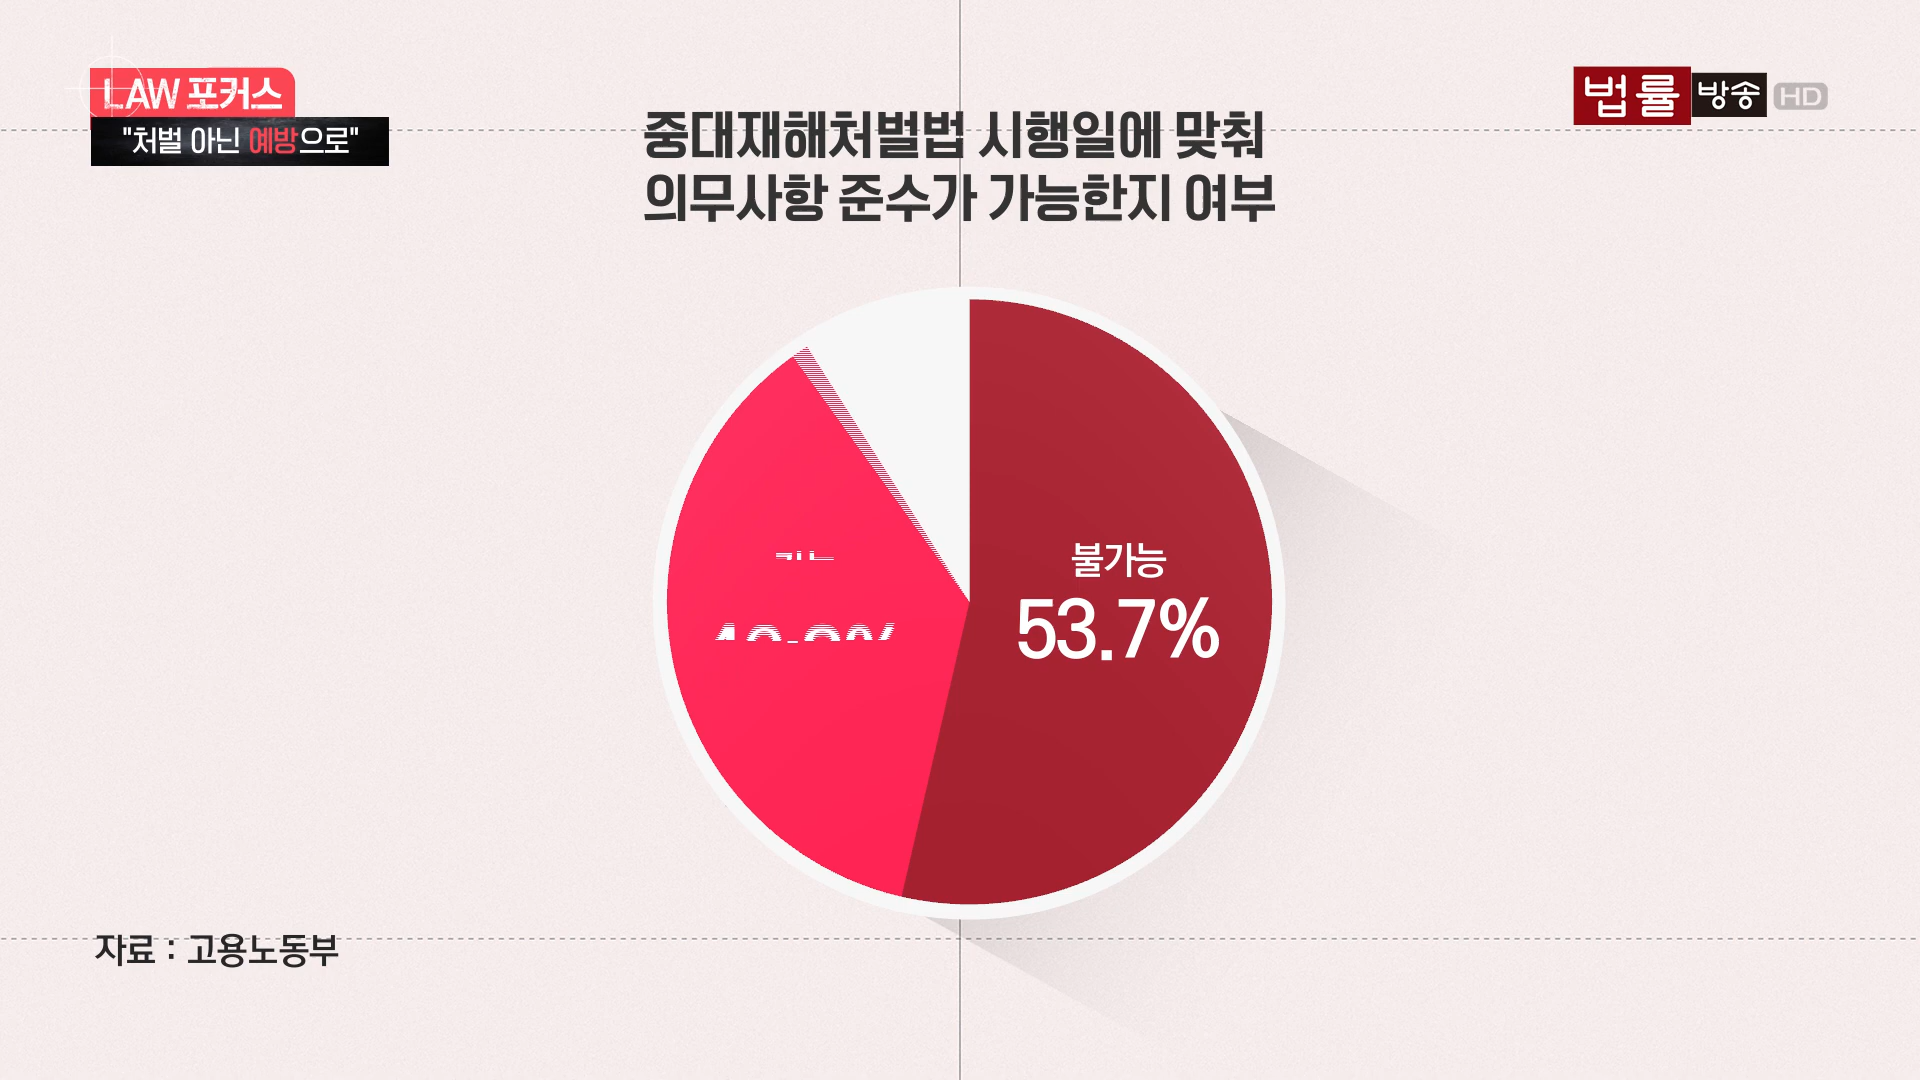 LAW 포커스
"처벌 아닌 예방으로"
법률방송 HD
중대재해처벌법 시행일에 맞춰
의무사항 준수가 가능한지 여부
불가능
53.7%
자료 : 고용노동부